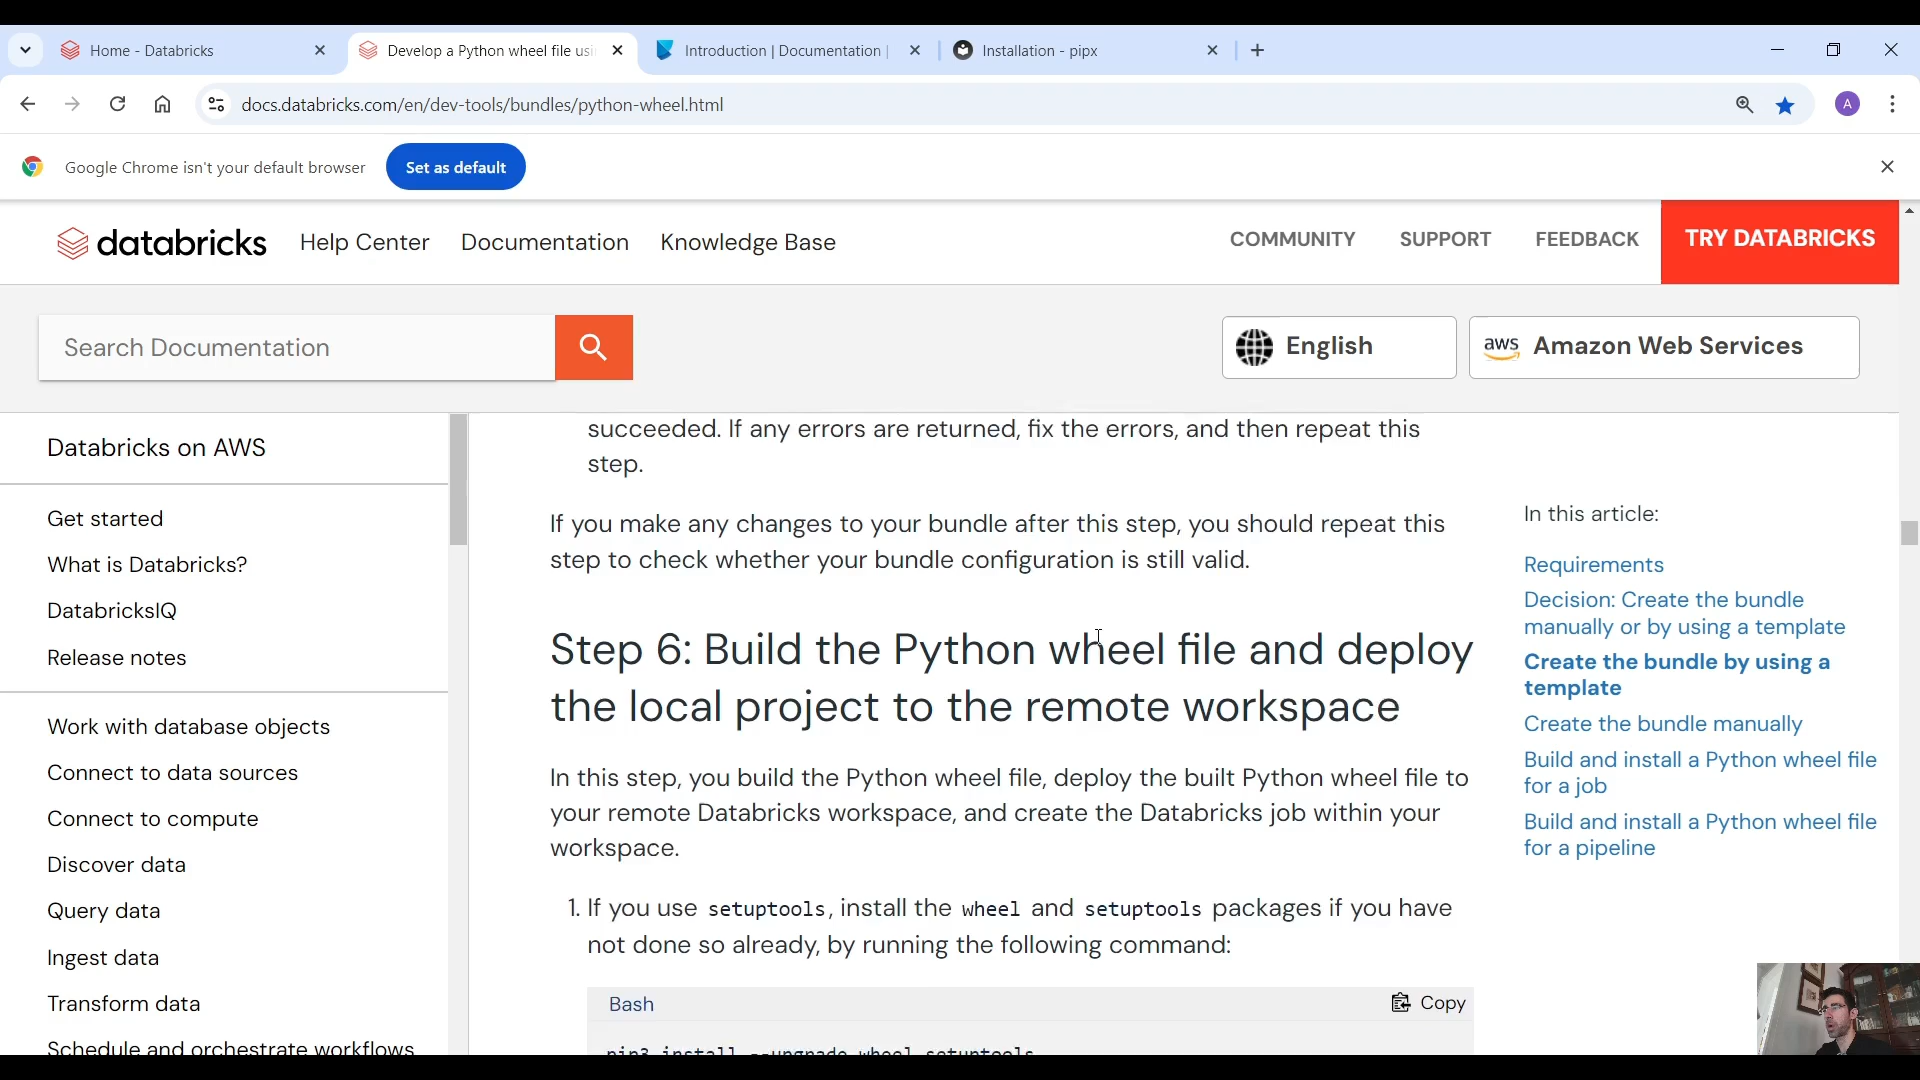 Home - Databricks
Develop a Python wheel file usi
Introduction | Documentation |
Installation - pipx
docs.databricks.com/en/dev-tools/bundles/python-wheel.html
A
Google Chrome isn't your default browser
Set as default
databricks
Help Center
Documentation
Knowledge Base
COMMUNITY
SUPPORT
FEEDBACK
TRY DATABRICKS
Search Documentation
English
aws Amazon Web Services
Databricks on AWS
Get started
What is Databricks?
DatabricksIQ
Release notes
Work with database objects
Connect to data sources
Connect to compute
Discover data
Query data
Ingest data
Transform data
Schedule and orchestrate workflows
succeeded. If any errors are returned, fix the errors, and then repeat this
step.
If you make any changes to your bundle after this step, you should repeat this
step to check whether your bundle configuration is still valid.
Step 6: Build the Python wheel file and deploy
the local project to the remote workspace
In this step, you build the Python wheel file, deploy the built Python wheel file to
your remote Databricks workspace, and create the Databricks job within your
workspace.
1. If you use setuptools, install the wheel and setuptools packages if you have
not done so already, by running the following command:
Bash
Copy
pip3 install --upgrade wheel setuptools
In this article:
Requirements
Decision: Create the bundle
manually or by using a template
Create the bundle by using a
template
Create the bundle manually
Build and install a Python wheel file
for a job
Build and install a Python wheel file
for a pipeline